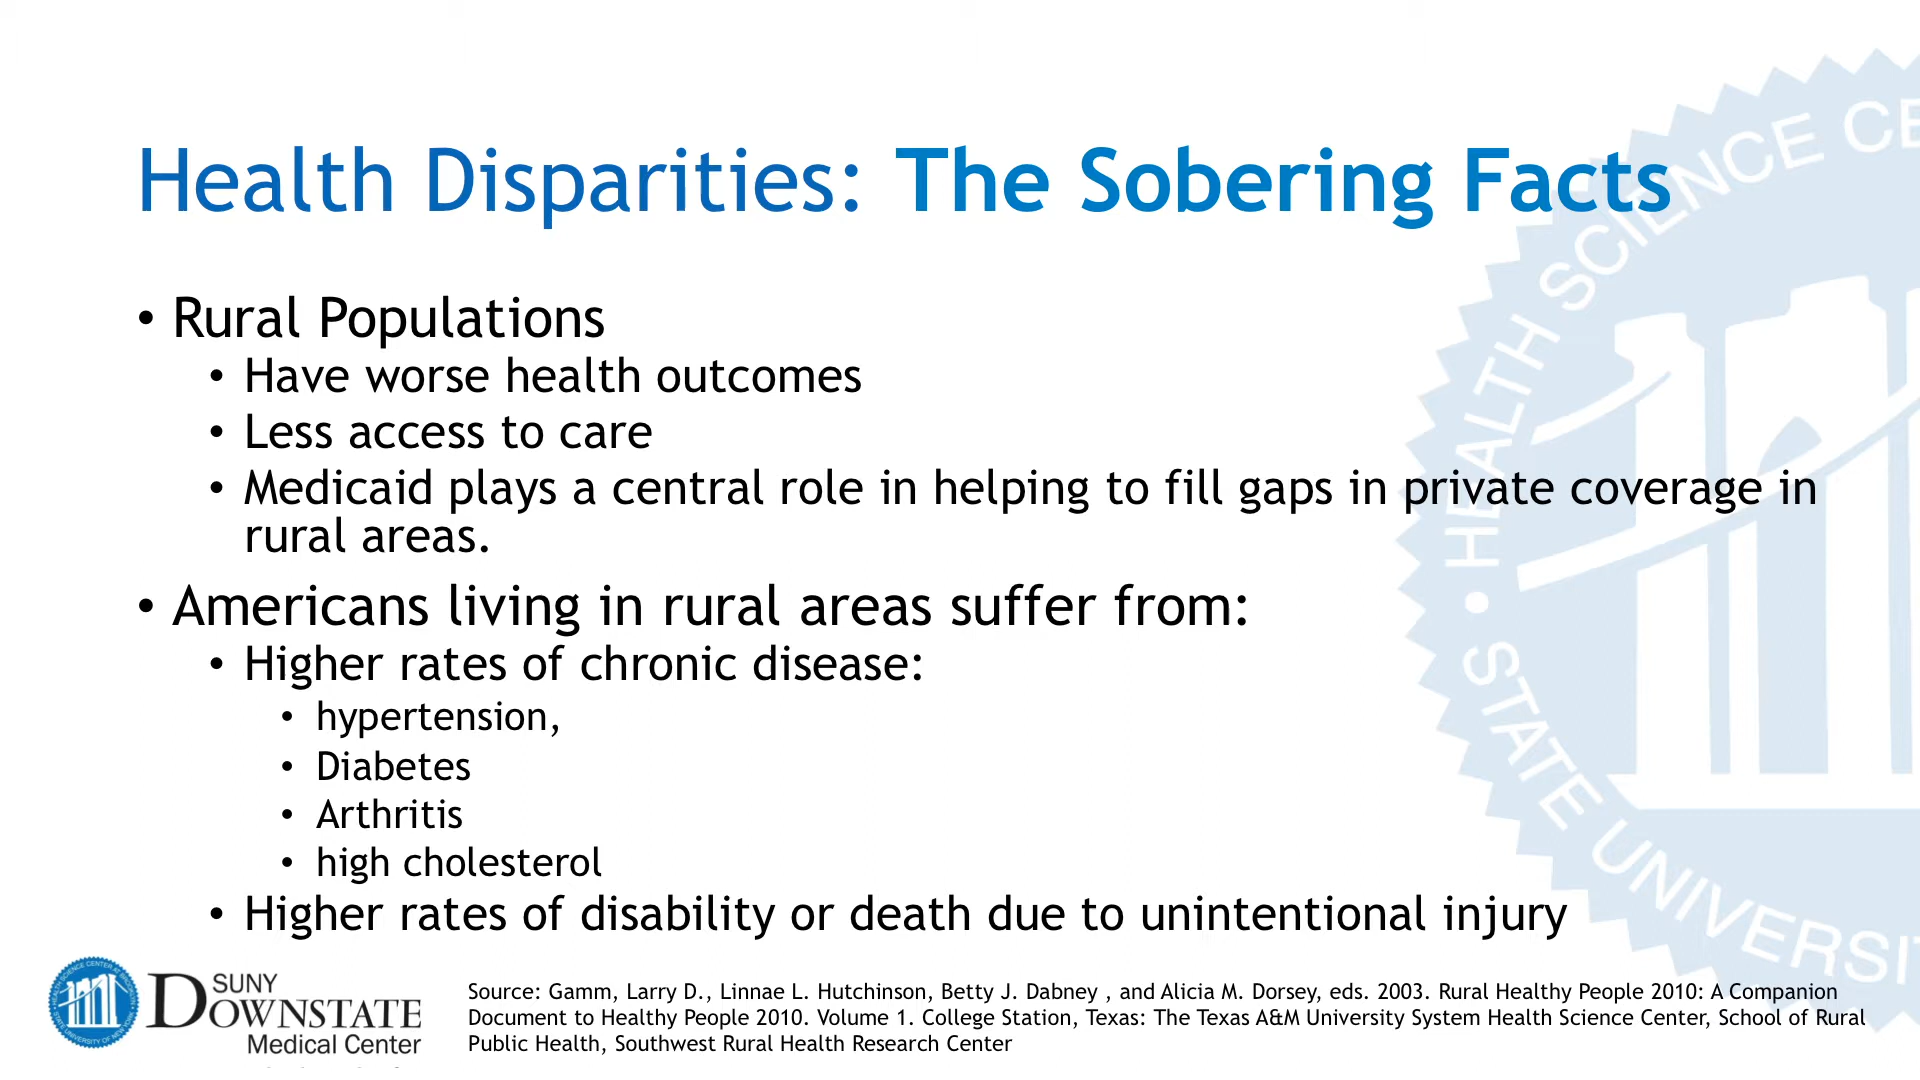 Health Disparities: The Sobering Facts
• Rural Populations
• Have worse health outcomes
• Less access to care
• Medicaid plays a central role in helping to fill gaps in private coverage in
rural areas.
• Americans living in rural areas suffer from:
• Higher rates of chronic disease:
• hypertension,
• Diabetes
• Arthritis
• high cholesterol
• Higher rates of disability or death due to unintentional injury
SUNY
DOWNSTATE
Medical Center
Source: Gamm, Larry D., Linnae L. Hutchinson, Betty J. Dabney , and Alicia M. Dorsey, eds. 2003. Rural Healthy People 2010: A Companion
Document to Healthy People 2010. Volume 1. College Station, Texas: The Texas A&M University System Health Science Center, School of Rural
Public Health, Southwest Rural Health Research Center
HEALTH SCIENCE CE
• STATE UNIVERSI